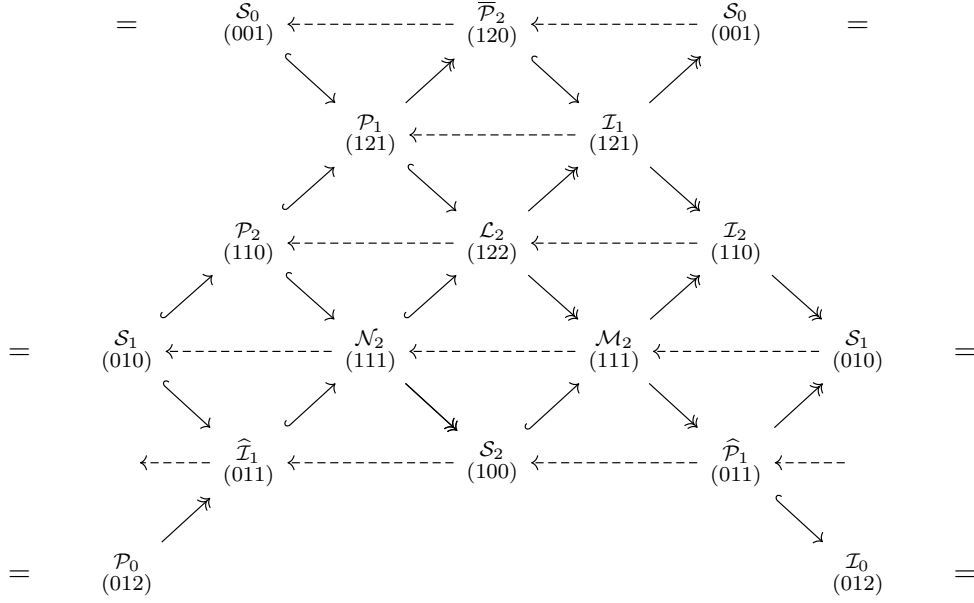 = 𝒮₀ 𝒫̅₂ 𝒮₀ =
(001) (120) (001)
𝒫₁ ℐ₁
(121) (121)
𝒫₂ ℒ₂ ℐ₂
(110) (122) (110)
= 𝒮₁ 𝒩₂ ℳ₂ 𝒮₁ =
(010) (111) (111) (010)
ℐ̂₁ 𝒮₂ 𝒫̂₁
(011) (100) (011)
= 𝒫₀ ℐ₀ =
(012) (012)